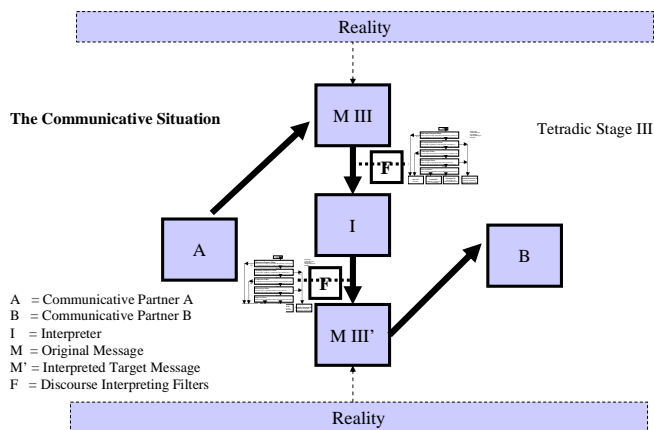 Reality
M III
The Communicative Situation
Tetradic Stage III
F
I
A
B
F
A = Communicative Partner A
B = Communicative Partner B
I = Interpreter
M = Original Message
M’ = Interpreted Target Message
F = Discourse Interpreting Filters
M III’
Reality